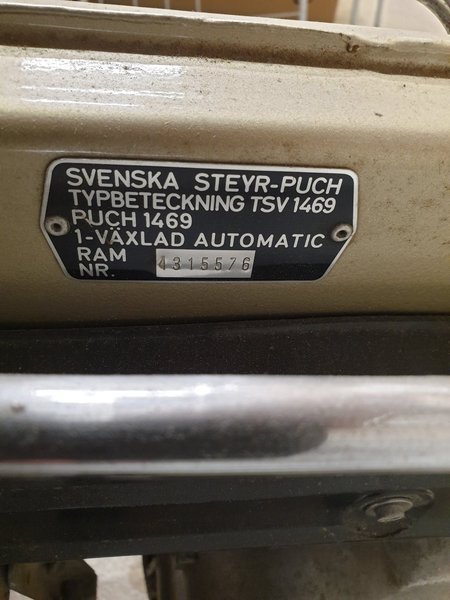 SVENSKA STEYR-PUCH
TYPBETECKNING TSV 1469
PUCH 1469
1-VÄXLAD AUTOMATIC
RAM
NR. 4315576